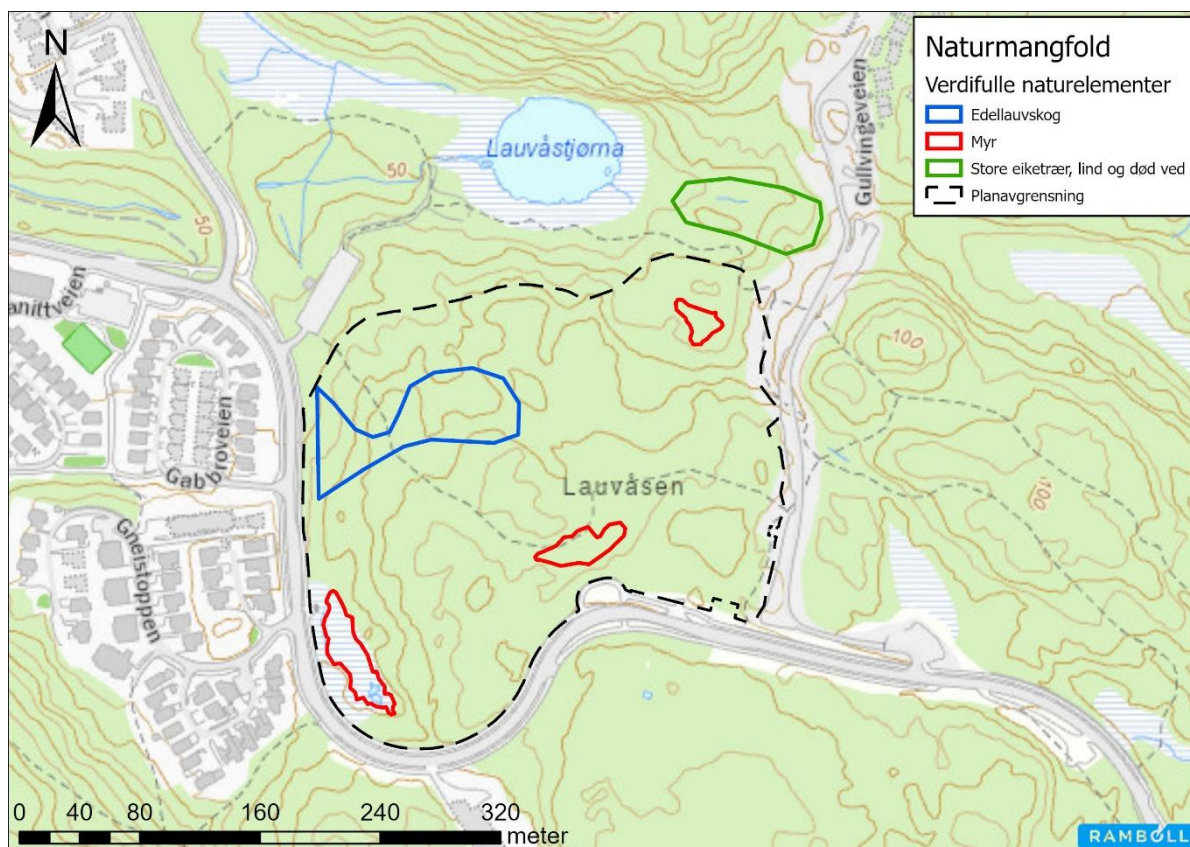 N
Naturmangfold
Verdifulle naturelementer
Edellauvskog
Myr
Store eiketrær, lind og død ved
Planavgrensning
Lauvåstjørna
Gullvingeveien
50
50
anittveien
100
Gabbroveien
Lauvåsen
100
Gneistoppen
0 40 80 160 240 320
meter
RAMBOLL